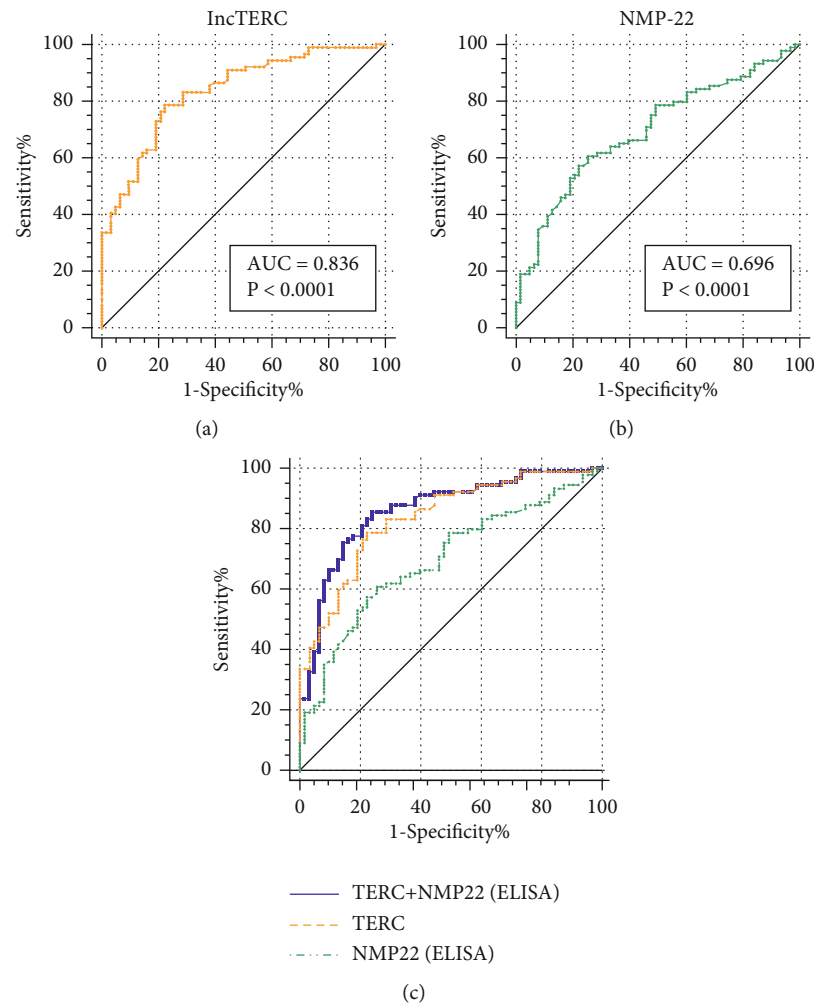 IncTERC
100
80
60
40
20
0
Sensitivity%
AUC = 0.836
P < 0.0001
0 20 40 60 80 100
1-Specificity%
(a)
NMP-22
100
80
60
40
20
0
Sensitivity%
AUC = 0.696
P < 0.0001
0 20 40 60 80 100
1-Specificity%
(b)
100
80
60
40
20
0
Sensitivity%
0 20 40 60 80 100
1-Specificity%
TERC+NMP22 (ELISA)
TERC
NMP22 (ELISA)
(c)